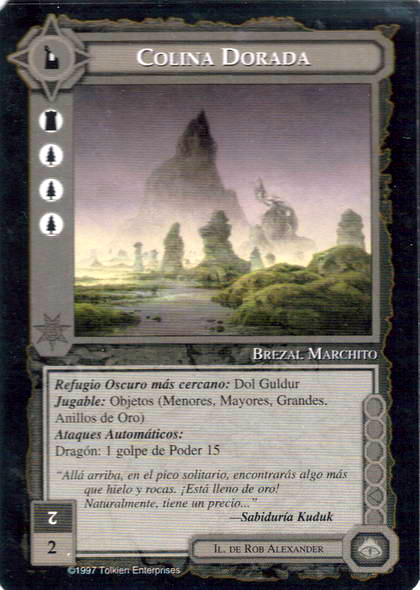 COLINA DORADA
BREZAL MARCHITO
Refugio Oscuro más cercano: Dol Guldur
Jugable: Objetos (Menores, Mayores, Grandes.
Anillos de Oro)
Ataques Automáticos:
Dragón: 1 golpe de Poder 15
“Allá arriba, en el pico solitario, encontrarás algo más
que hielo y rocas. ¡Está lleno de oro!
Naturalmente, tiene un precio...”
—Sabiduría Kuduk
2
2
IL. DE ROB ALEXANDER
©1997 Tolkien Enterprises